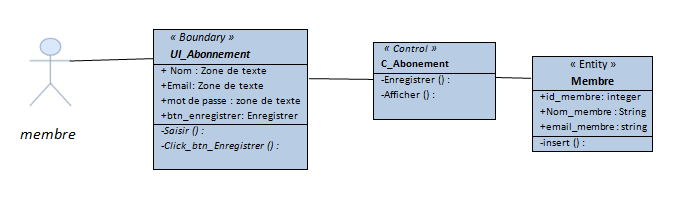 « Boundary »
UI_Abonnement
+ Nom : Zone de texte
+Email: Zone de texte
+mot de passe : zone de texte
+btn_enregistrer: Enregistrer
-Saisir () :
-Click_btn_Enregistrer () :
« Control »
C_Abonement
-Enregistrer () :
-Afficher () :
« Entity »
Membre
+id_membre: integer
+Nom_membre : String
+email_membre : string
-insert () :
membre